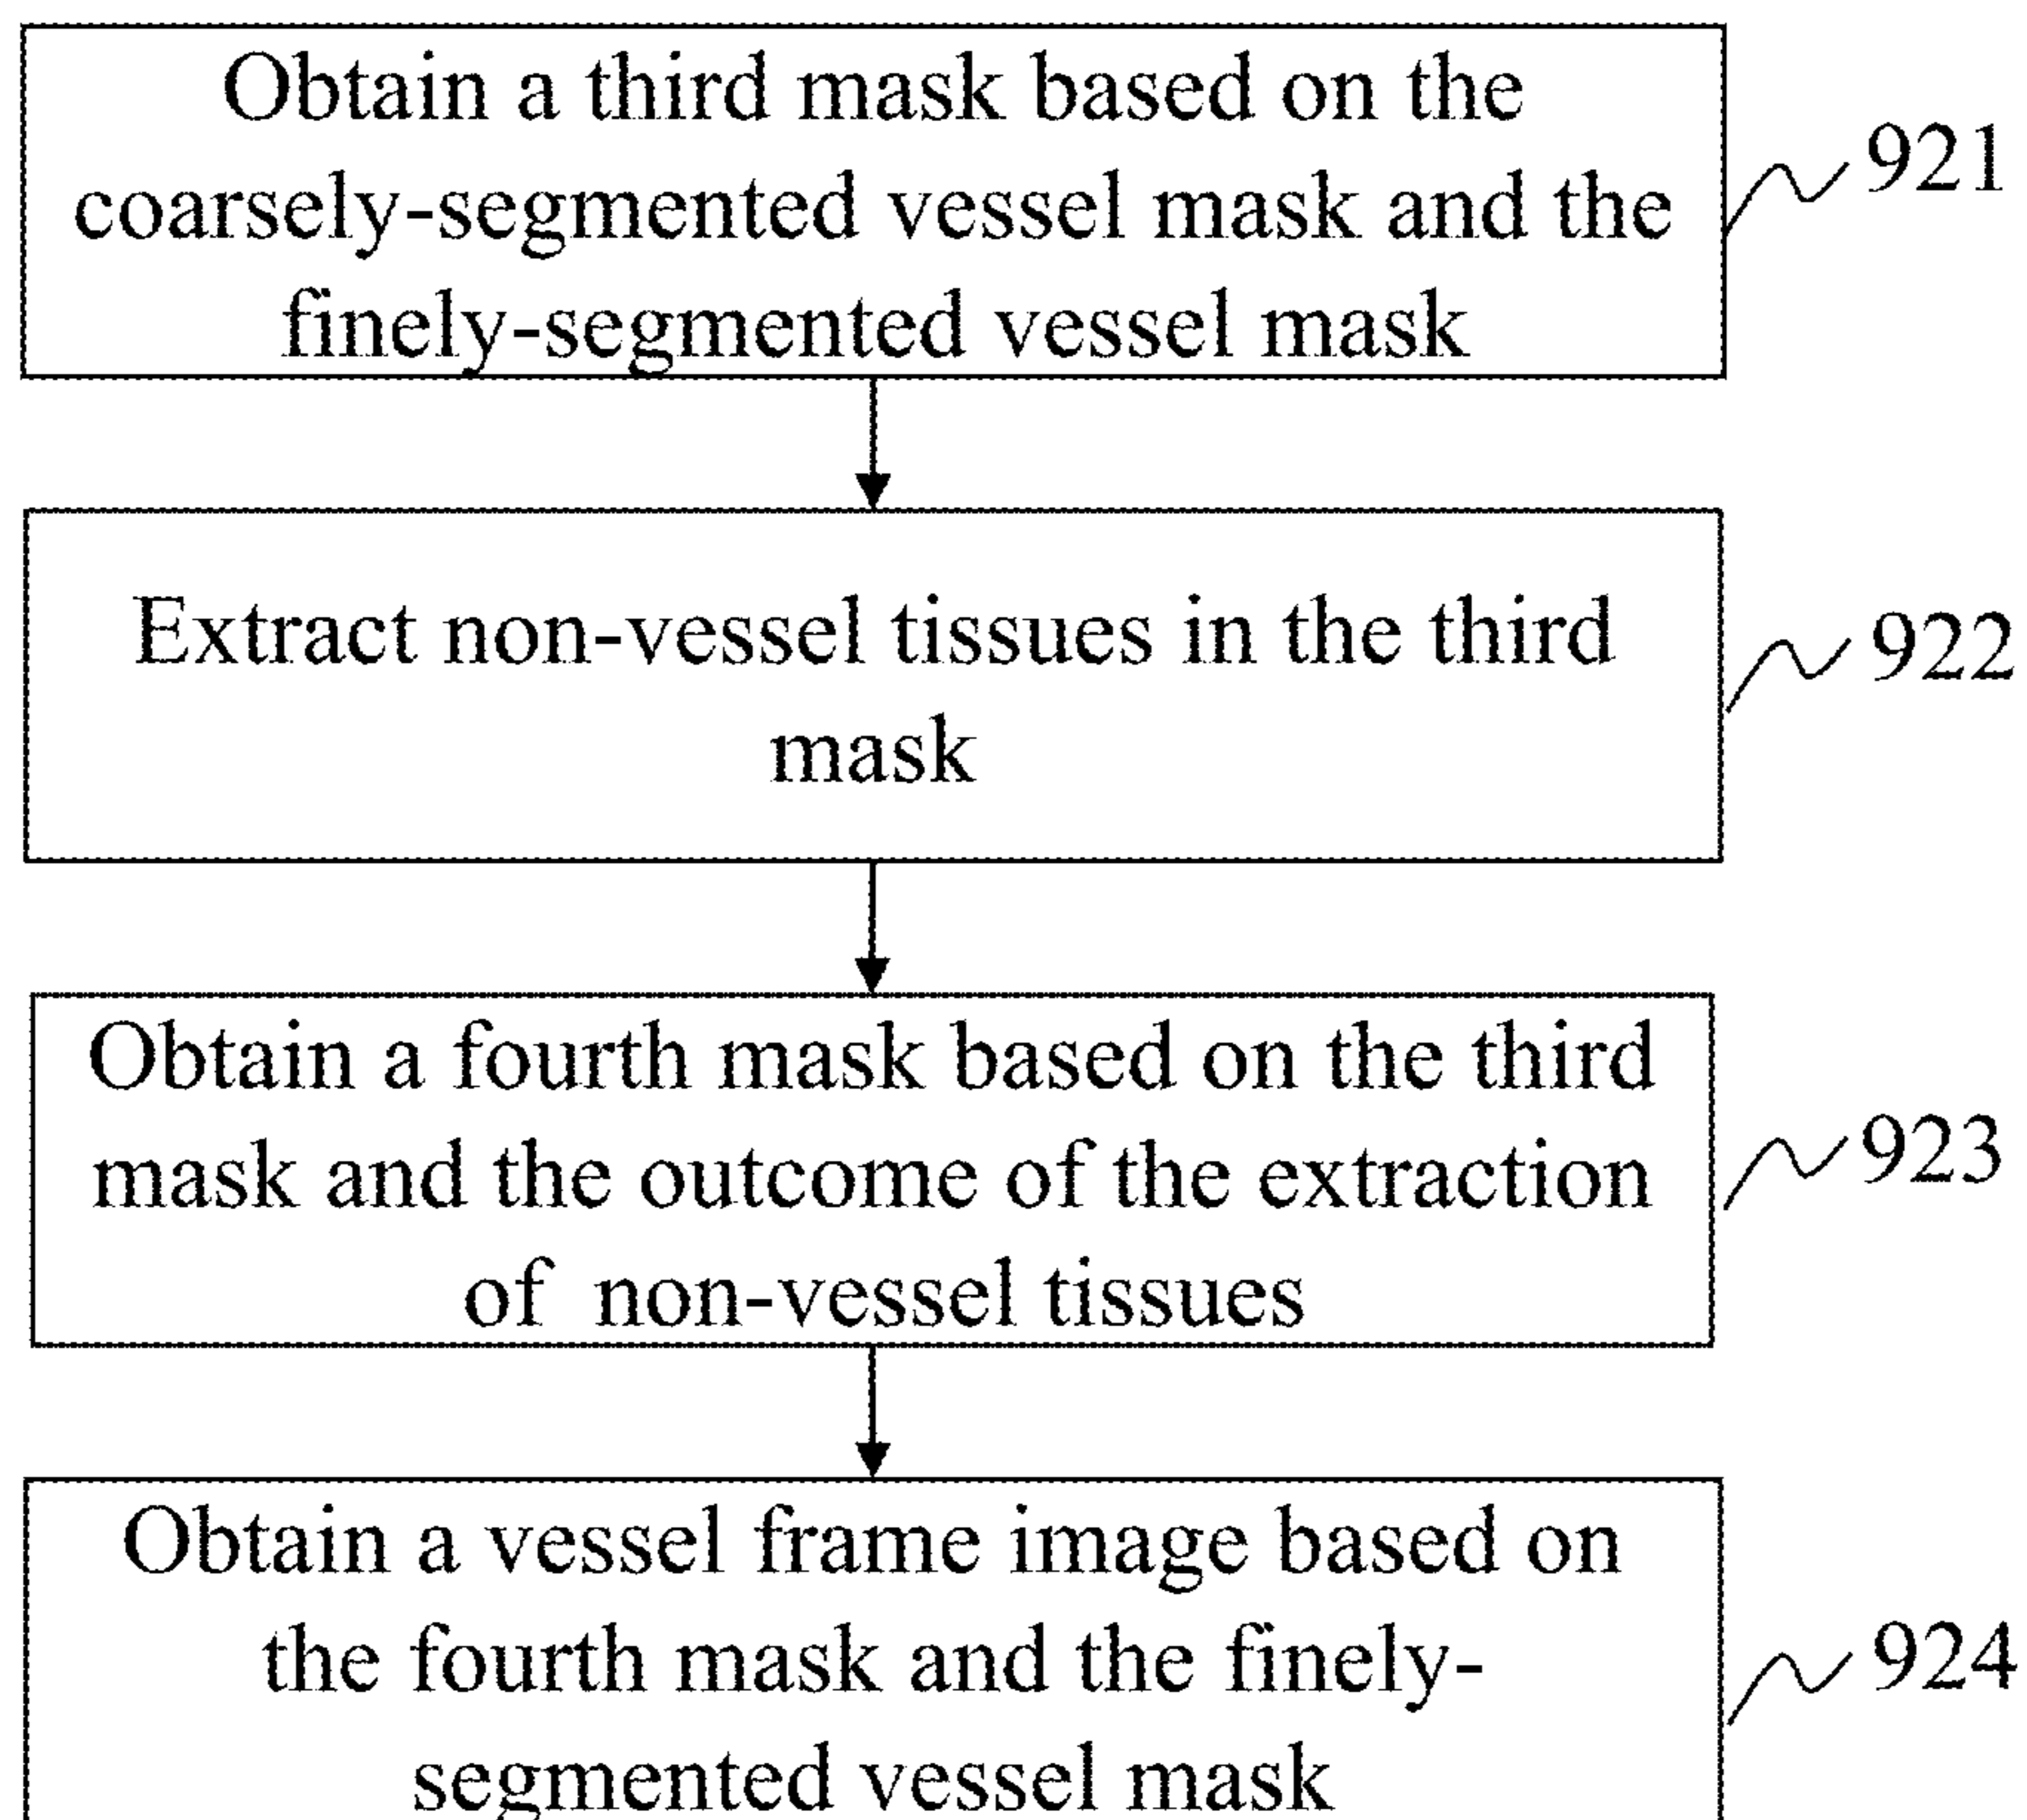 Obtain a third mask based on the
coarsely-segmented vessel mask and the
finely-segmented vessel mask
921
Extract non-vessel tissues in the third
mask
922
Obtain a fourth mask based on the third
mask and the outcome of the extraction
of non-vessel tissues
923
Obtain a vessel frame image based on
the fourth mask and the finely-
segmented vessel mask
924